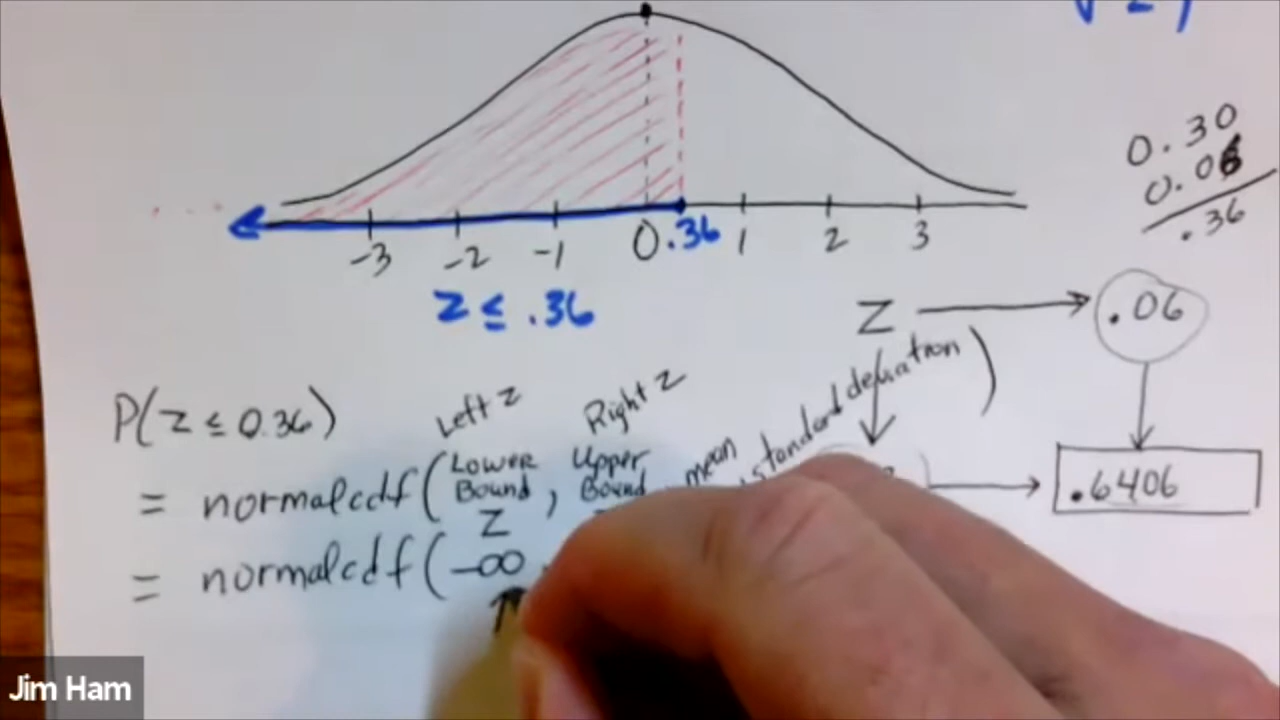 0.30
0.06
.36
-3 -2 -1 0 .36 1 2 3
Z ≤ .36
Z → .06
P(Z ≤ 0.36)
Left Z Right Z
= normalcdf(Lower Bound, Upper Bound, mean, standard deviation)
.6406
Z
= normalcdf(-∞
Jim Ham